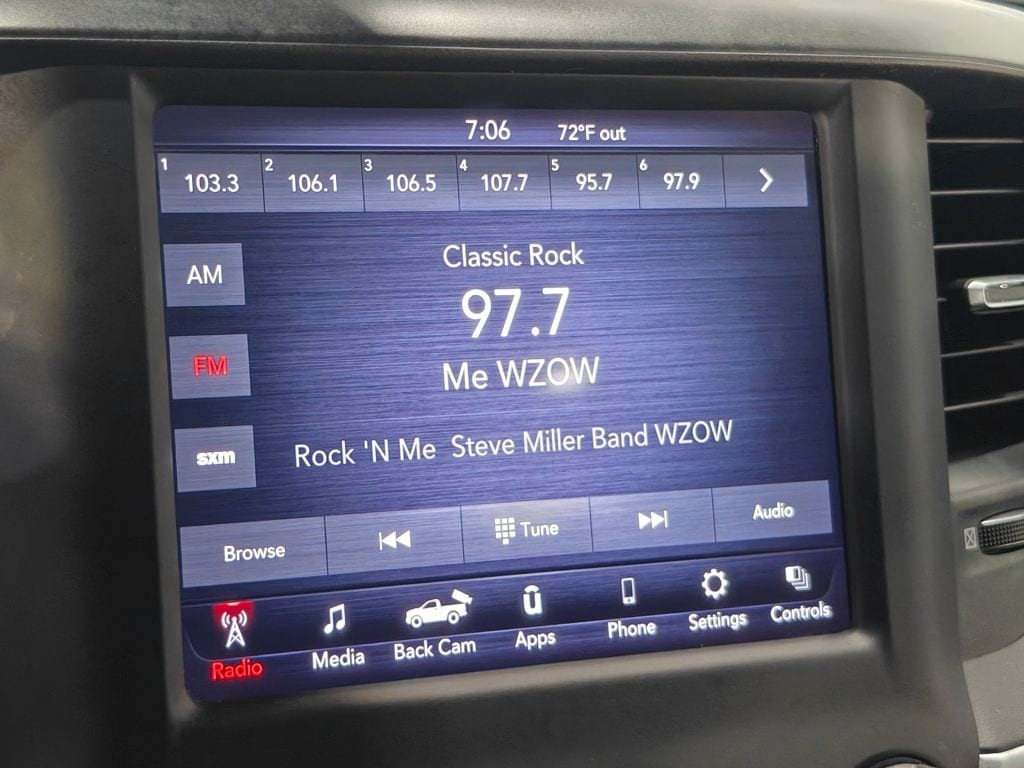 7:06 72°F out
1 103.3 2 106.1 3 106.5 4 107.7 5 95.7 6 97.9
Classic Rock
AM
97.7
FM
Me WZOW
Rock 'N Me Steve Miller Band WZOW
sxm
Browse Tune Audio
Radio Media Back Cam Apps Phone Settings Controls